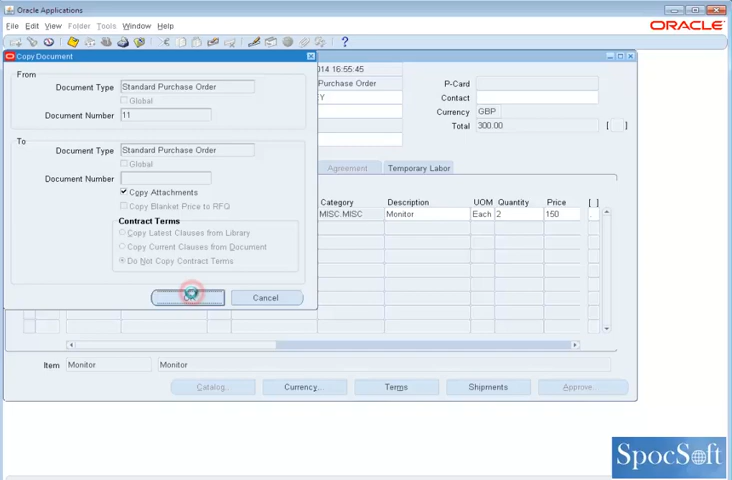 Oracle Applications
File Edit View Folder Tools Window Help
ORACLE
Copy Document
From
Document Type Standard Purchase Order
Global
Document Number 11
To
Document Type Standard Purchase Order
Global
Document Number
Copy Attachments
Copy Blanket Price to RFQ
Contract Terms
Copy Latest Clauses from Library
Copy Current Clauses from Document
Do Not Copy Contract Terms
Cancel
014 16:55:45
Purchase Order P-Card
Y Contact
Currency GBP
Total 300.00 [ ]
Agreement Temporary Labor
Category Description UOM Quantity Price [ ]
MISC.MISC Monitor Each 2 150 .
Item Monitor Monitor
Catalog... Currency... Terms Shipments Approve...
SpocSoft